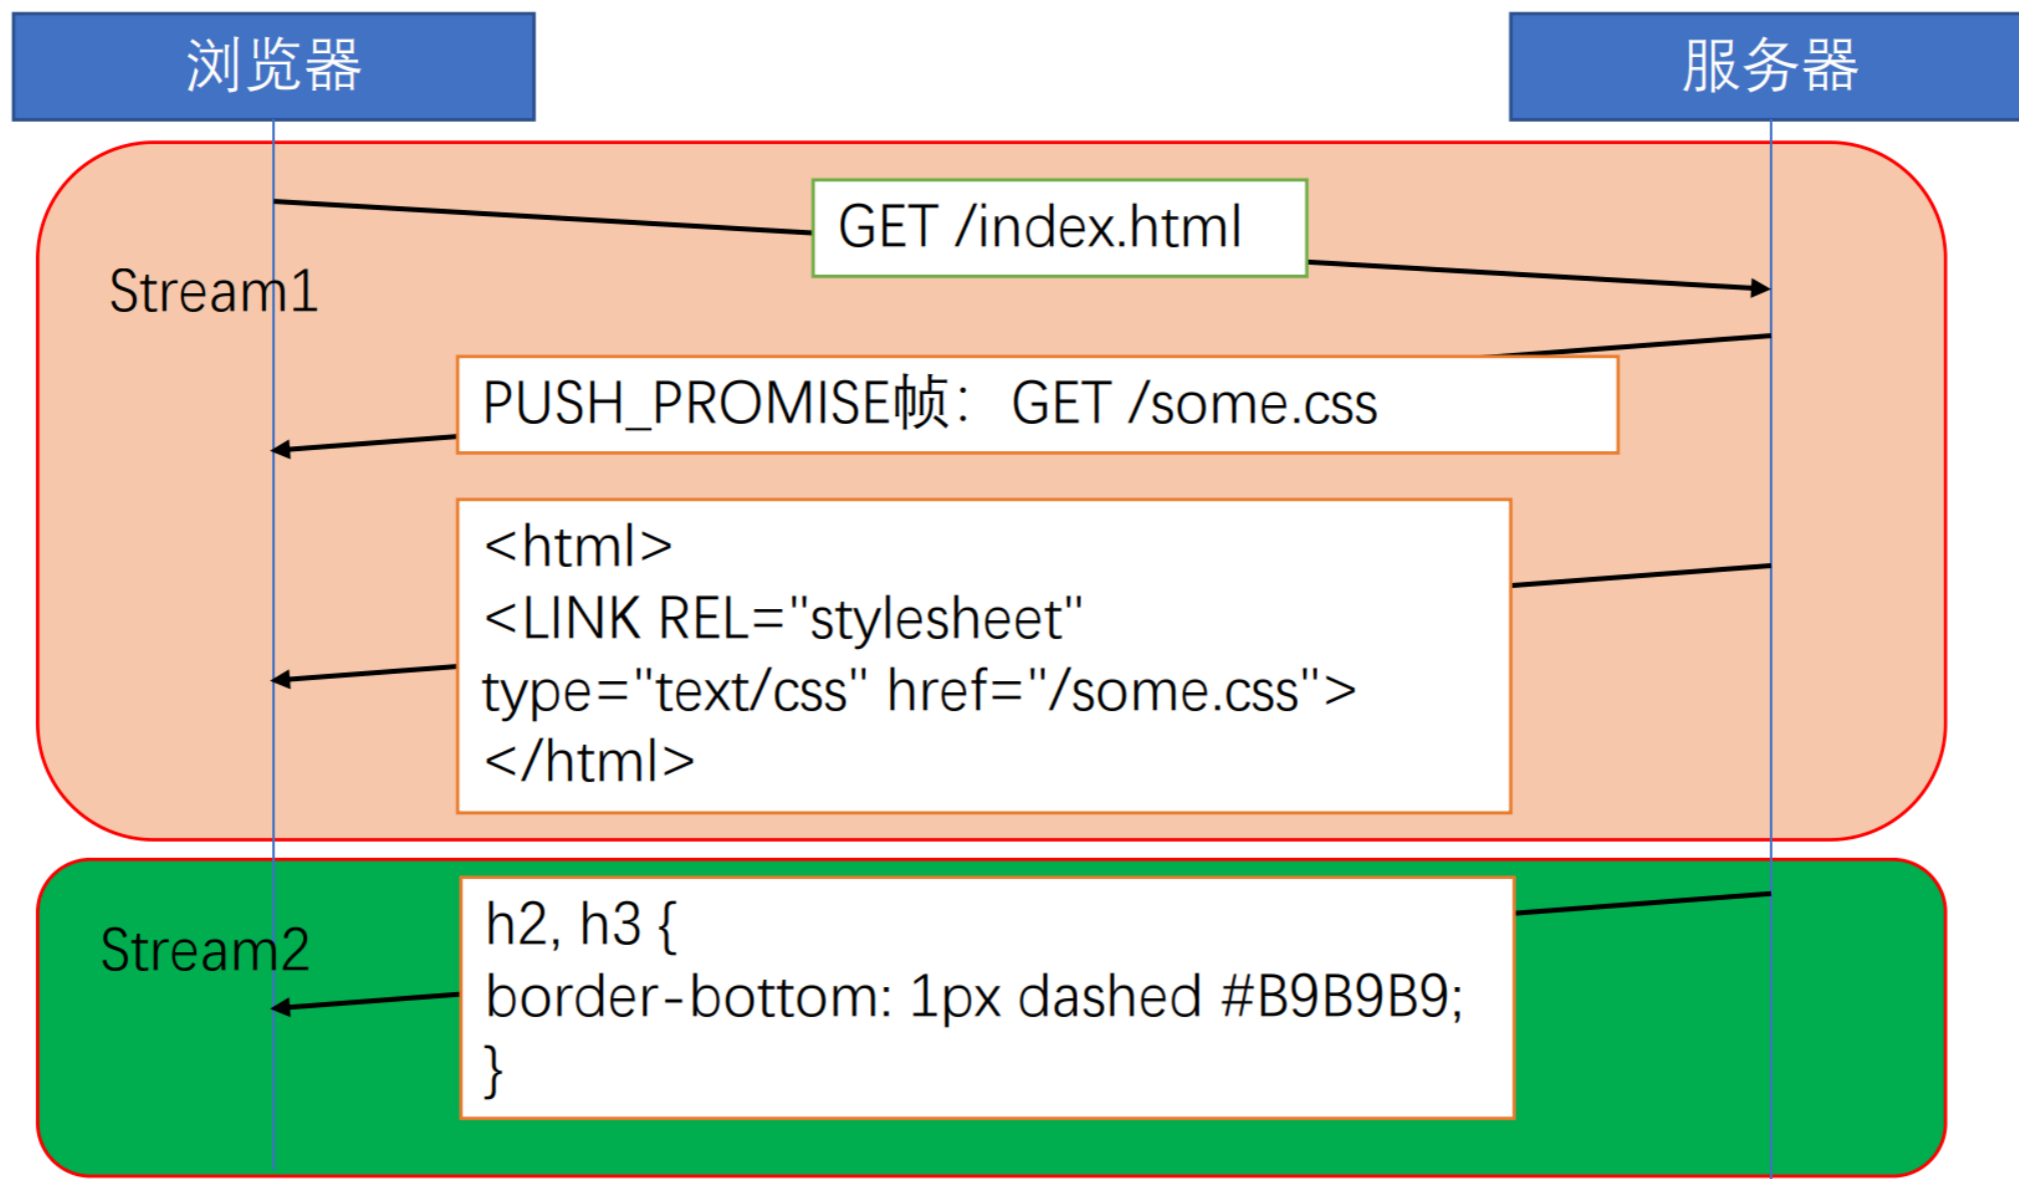 浏览器
服务器
GET /index.html
Stream1
PUSH_PROMISE帧： GET /some.css
<html>
<LINK REL="stylesheet"
type="text/css" href="/some.css">
</html>
Stream2
h2, h3 {
border-bottom: 1px dashed #B9B9B9;
}